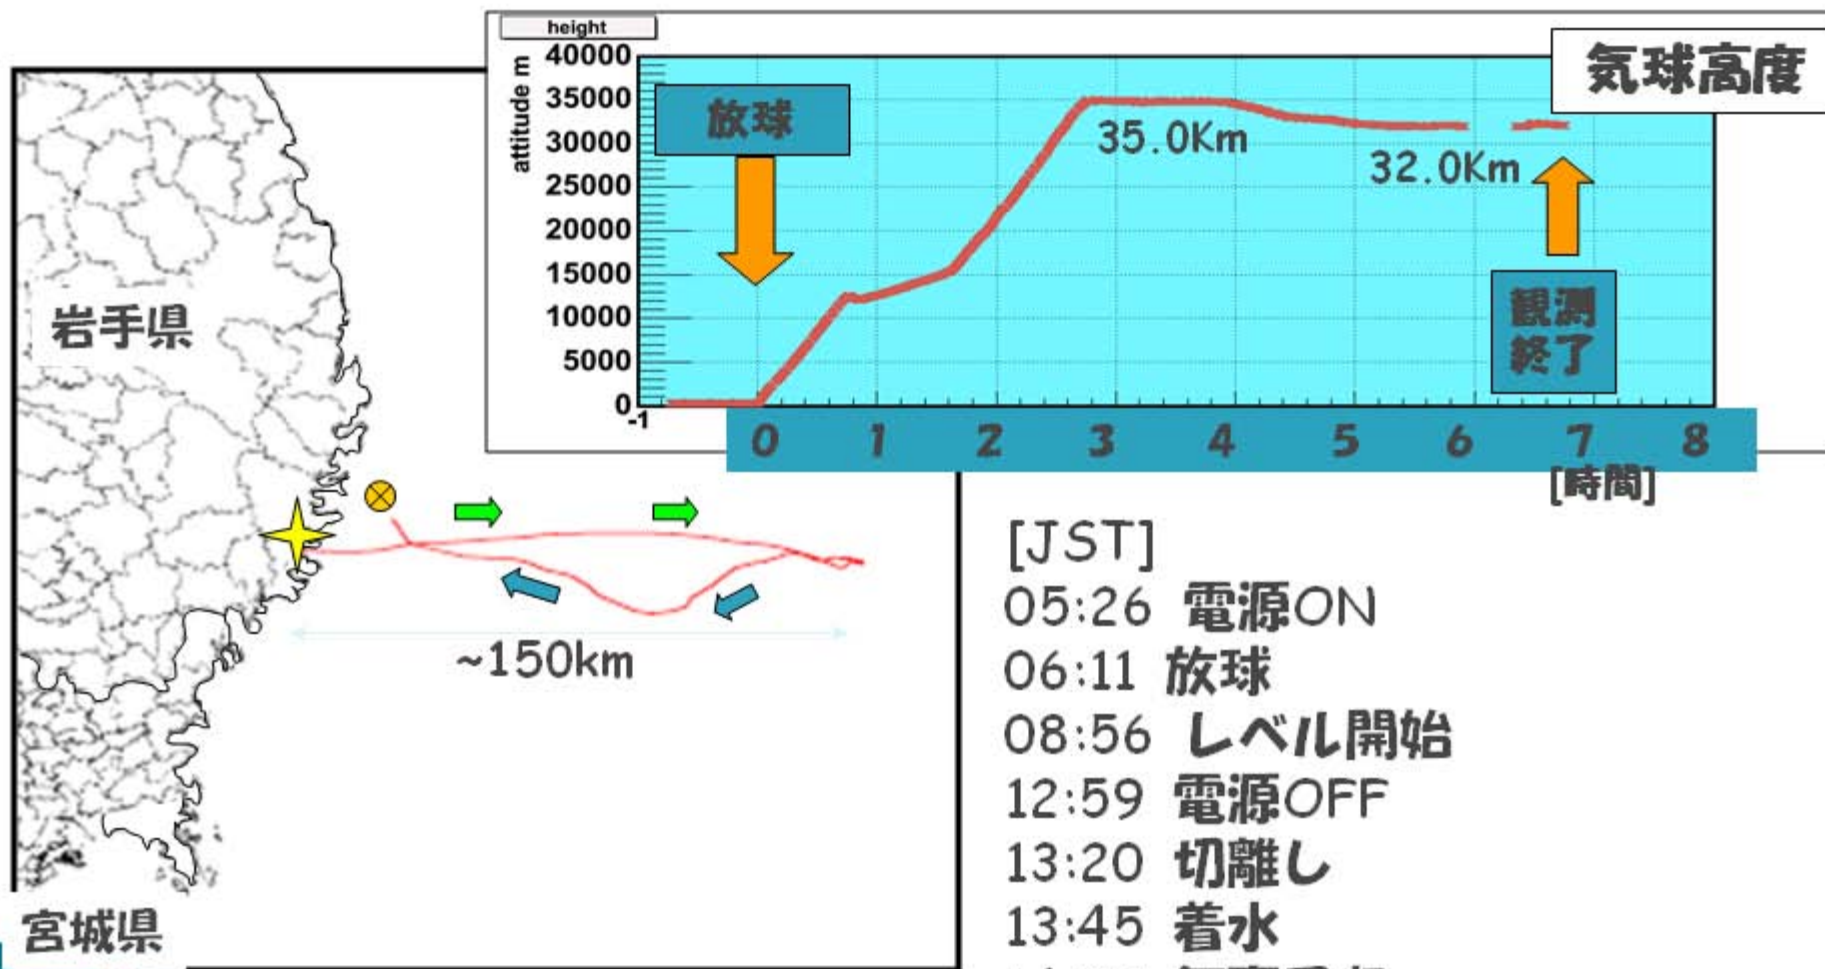 height
気球高度
attitude m
40000
35000
30000
25000
20000
15000
10000
5000
0
-1
放球
35.0Km
32.0Km
観測
終了
0 1 2 3 4 5 6 7 8
[時間]
岩手県
~150km
宮城県
[JST]
05:26 電源ON
06:11 放球
08:56 レベル開始
12:59 電源OFF
13:20 切離し
13:45 着水